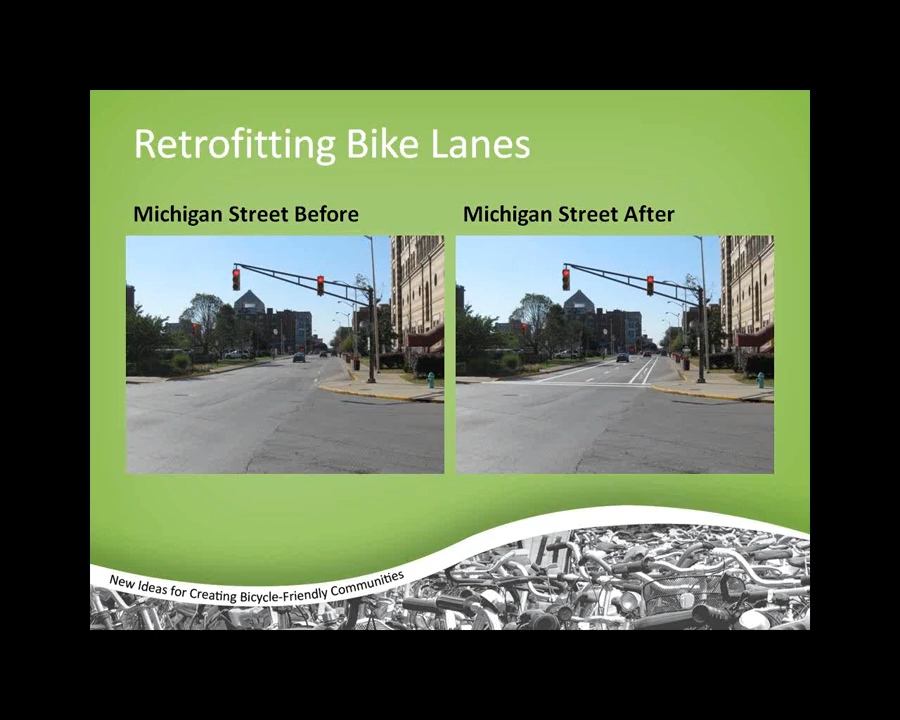 Retrofitting Bike Lanes
Michigan Street Before
Michigan Street After
New Ideas for Creating Bicycle-Friendly Communities